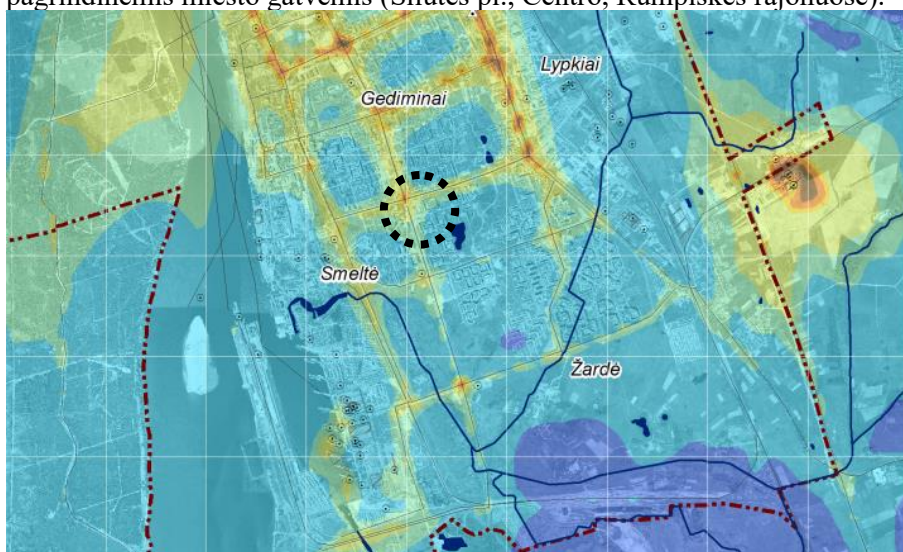 pagrindinėmis miesto gatvėmis (Šilutės pl., Centro, Rumpiškės rajonuose).
Lypkiai
Gediminai
Smeltė
Žardė